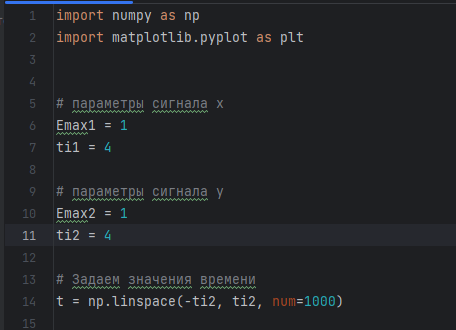 1 import numpy as np
2 import matplotlib.pyplot as plt
3
4
5 # параметры сигнала x
6 Emax1 = 1
7 ti1 = 4
8
9 # параметры сигнала y
10 Emax2 = 1
11 ti2 = 4
12
13 # Задаем значения времени
14 t = np.linspace(-ti2, ti2, num=1000)
15